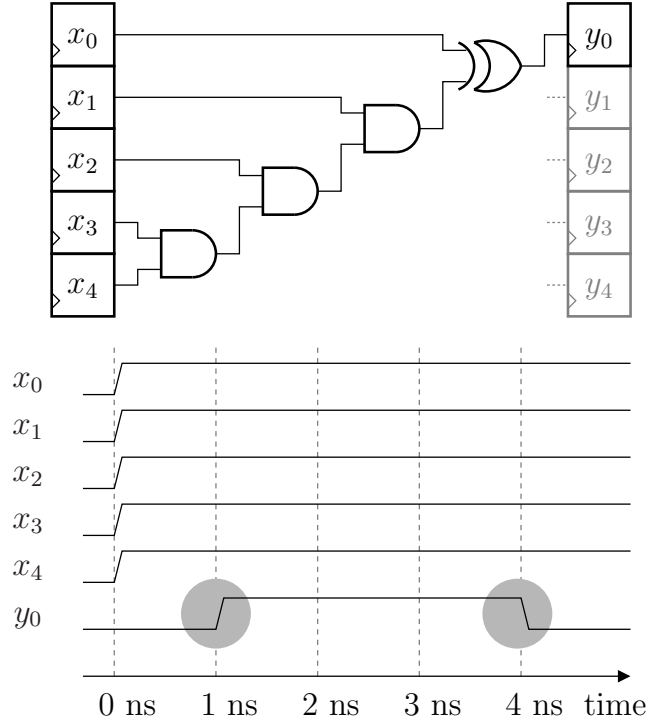 x₀ y₀
x₁ y₁
x₂ y₂
x₃ y₃
x₄ y₄
x₀
x₁
x₂
x₃
x₄
y₀
0 ns 1 ns 2 ns 3 ns 4 ns time